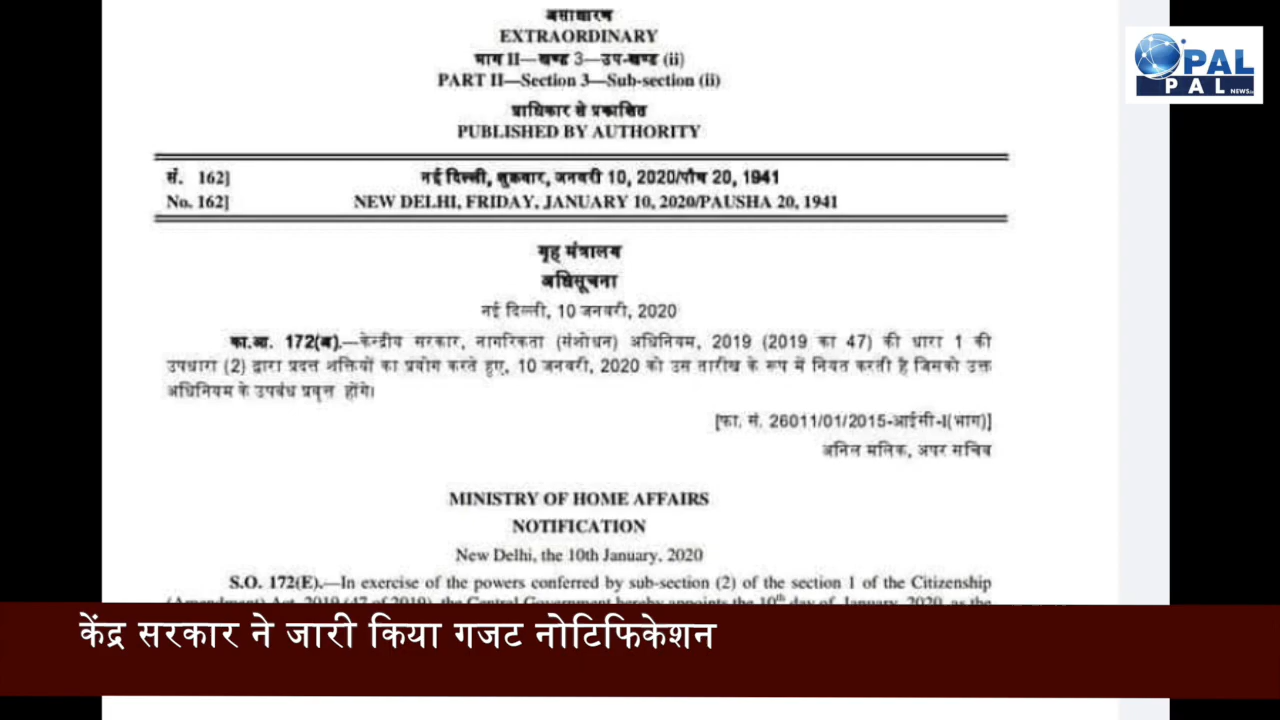 असाधारण
EXTRAORDINARY
भाग II—खण्ड 3—उप-खण्ड (ii)
PART II—Section 3—Sub-section (ii)
प्राधिकार से प्रकाशित
PUBLISHED BY AUTHORITY
सं. 162] नई दिल्ली, शुक्रवार, जनवरी 10, 2020/पौष 20, 1941
No. 162] NEW DELHI, FRIDAY, JANUARY 10, 2020/PAUSHA 20, 1941
गृह मंत्रालय
अधिसूचना
नई दिल्ली, 10 जनवरी, 2020
का.आ. 172(अ).—केन्द्रीय सरकार, नागरिकता (संशोधन) अधिनियम, 2019 (2019 का 47) की धारा 1 की
उपधारा (2) द्वारा प्रदत्त शक्तियों का प्रयोग करते हुए, 10 जनवरी, 2020 को उस तारीख के रूप में नियत करती है जिसको उक्त
अधिनियम के उपबंध प्रवृत्त होंगे।
[फा. सं. 26011/01/2015-आईसी-I(भाग)]
अनिल मलिक, अपर सचिव
MINISTRY OF HOME AFFAIRS
NOTIFICATION
New Delhi, the 10th January, 2020
S.O. 172(E).—In exercise of the powers conferred by sub-section (2) of the section 1 of the Citizenship
(Amendment) Act, 2019 (47 of 2019), the Central Government hereby appoints the 10th day of January, 2020, as the
केंद्र सरकार ने जारी किया गजट नोटिफिकेशन
PAL
PAL NEWS